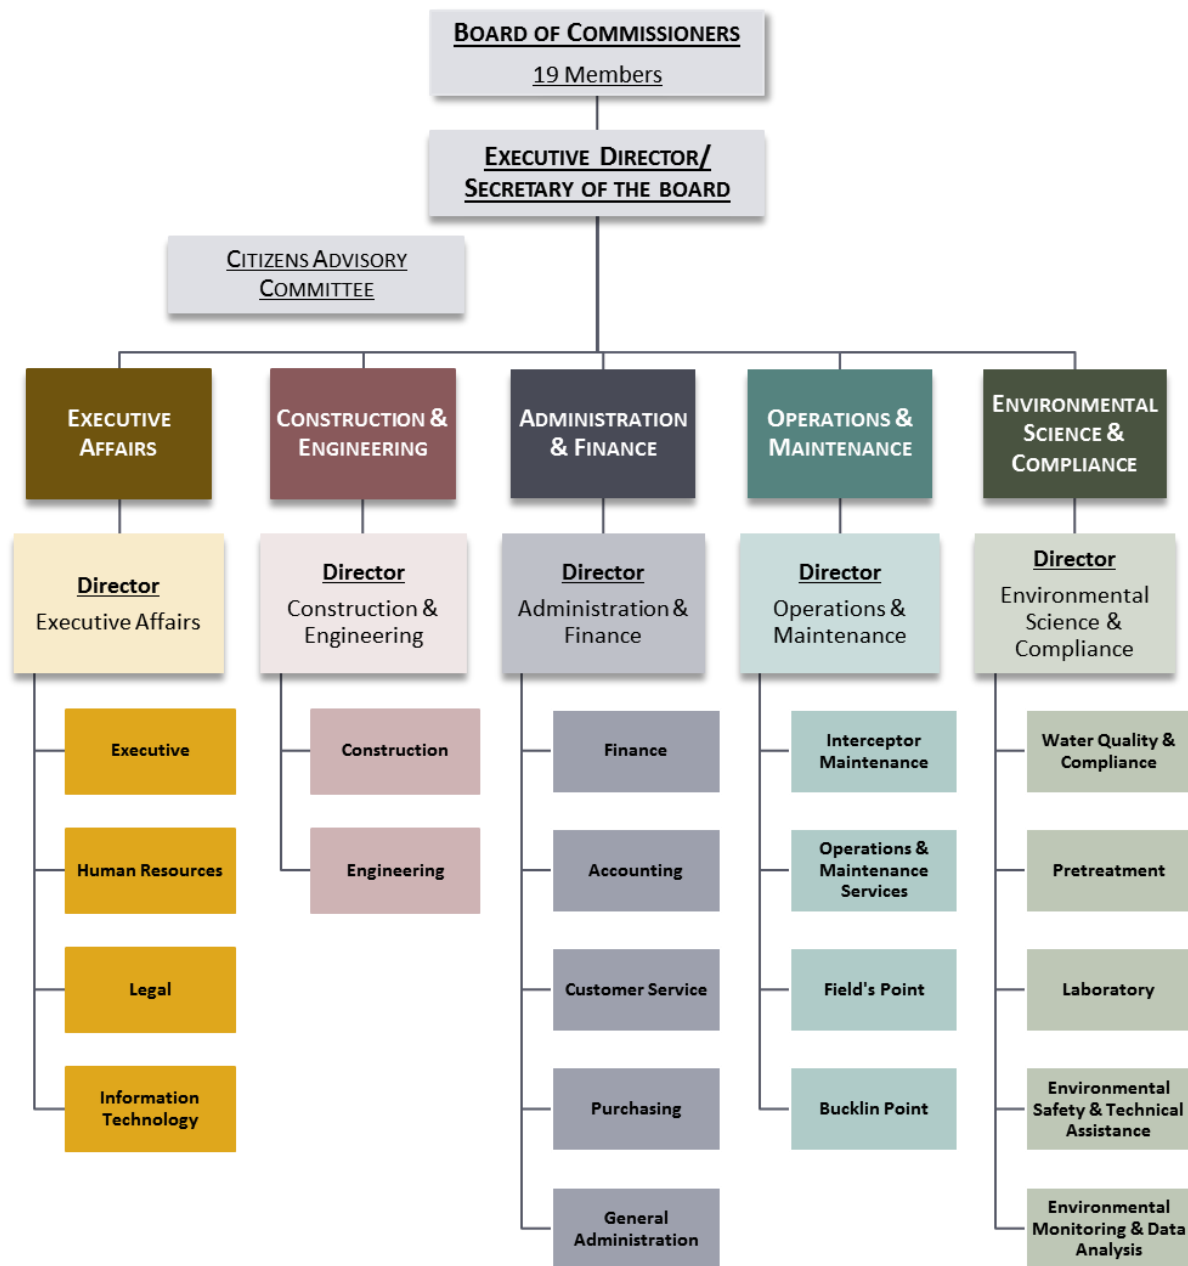 BOARD OF COMMISSIONERS
19 Members
EXECUTIVE DIRECTOR/
SECRETARY OF THE BOARD
CITIZENS ADVISORY
COMMITTEE
EXECUTIVE
AFFAIRS
CONSTRUCTION &
ENGINEERING
ADMINISTRATION
& FINANCE
OPERATIONS &
MAINTENANCE
ENVIRONMENTAL
SCIENCE &
COMPLIANCE
Director
Executive Affairs
Director
Construction &
Engineering
Director
Administration &
Finance
Director
Operations &
Maintenance
Director
Environmental
Science &
Compliance
Executive
Human Resources
Legal
Information
Technology
Construction
Engineering
Finance
Accounting
Customer Service
Purchasing
General
Administration
Interceptor
Maintenance
Operations &
Maintenance
Services
Field's Point
Bucklin Point
Water Quality &
Compliance
Pretreatment
Laboratory
Environmental
Safety & Technical
Assistance
Environmental
Monitoring & Data
Analysis